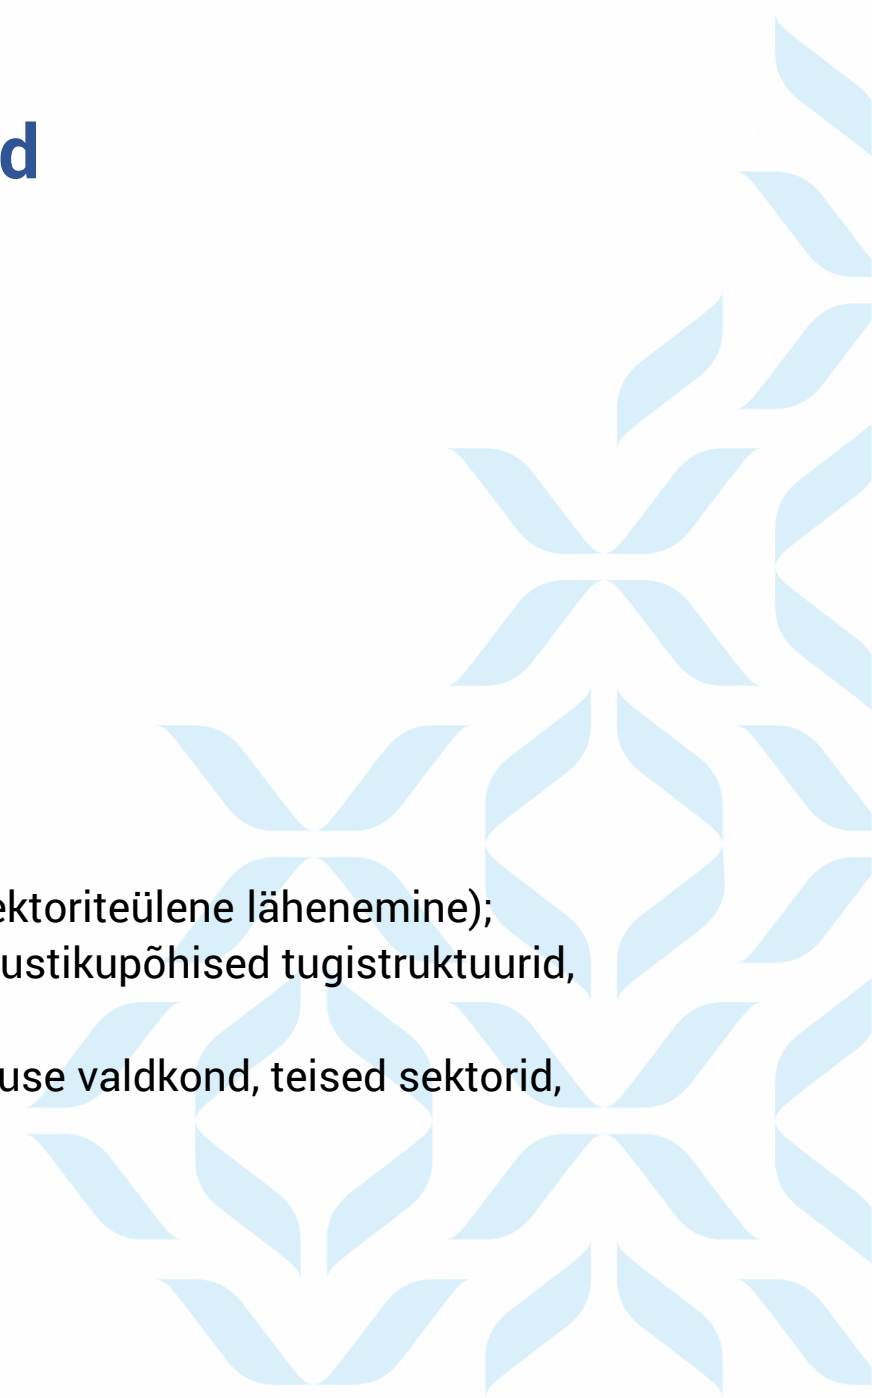 d
ektoriteülene lähenemine);
ustikupõhised tugistruktuurid,
use valdkond, teised sektorid,